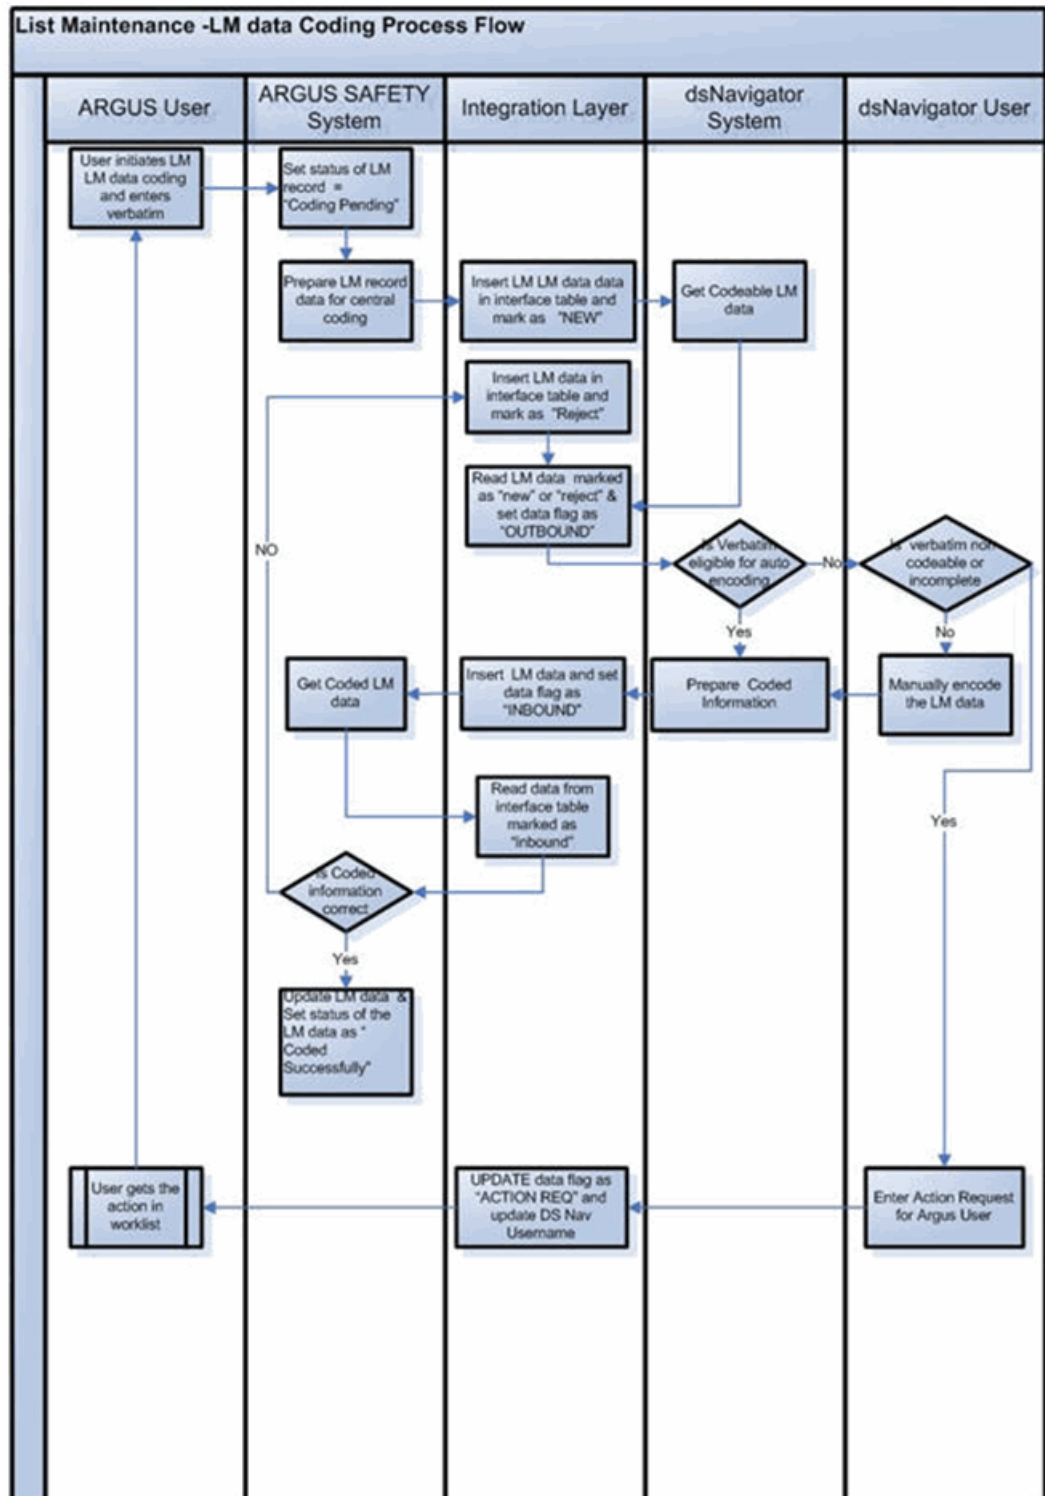 List Maintenance -LM data Coding Process Flow
ARGUS User
ARGUS SAFETY
System
Integration Layer
dsNavigator
System
dsNavigator User
User initiates LM
LM data coding
and enters
verbatim
Set status of LM
record =
"Coding Pending"
Prepare LM record
data for central
coding
Insert LM LM data data
in interface table and
mark as "NEW"
Get Codeable LM
data
Insert LM data in
interface table and
mark as "Reject"
Read LM data marked
as "new" or "reject" &
set data flag as
"OUTBOUND"
NO
Is Verbatim
eligible for auto
encoding
No
Is verbatim non
codeable or
incomplete
Yes
No
Get Coded LM
data
Insert LM data and set
data flag as
"INBOUND"
Prepare Coded
Information
Manually encode
the LM data
Read data from
interface table
marked as
"inbound"
Yes
Is Coded
information
correct
Yes
Update LM data &
Set status of the
LM data as "
Coded
Successfully"
User gets the
action in
worklist
UPDATE data flag as
"ACTION REQ" and
update DS Nav
Username
Enter Action Request
for Argus User